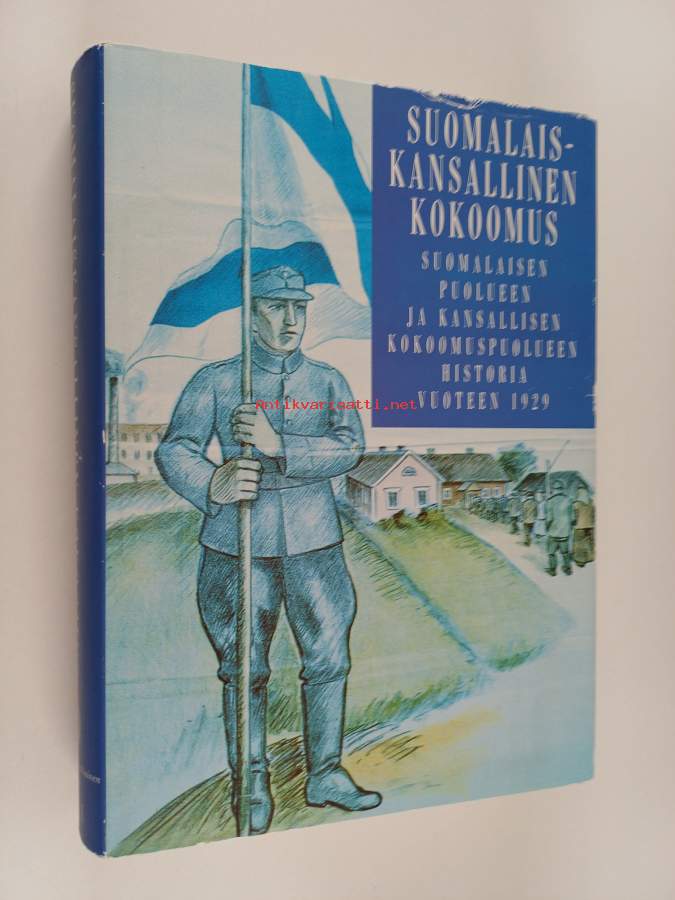 SUOMALAIS-
KANSALLINEN
KOKOOMUS
SUOMALAISEN
PUOLUEEN
JA KANSALLISEN
KOKOOMUSPUOLUEEN
HISTORIA
VUOTEEN 1929
Antikvariaatti.net